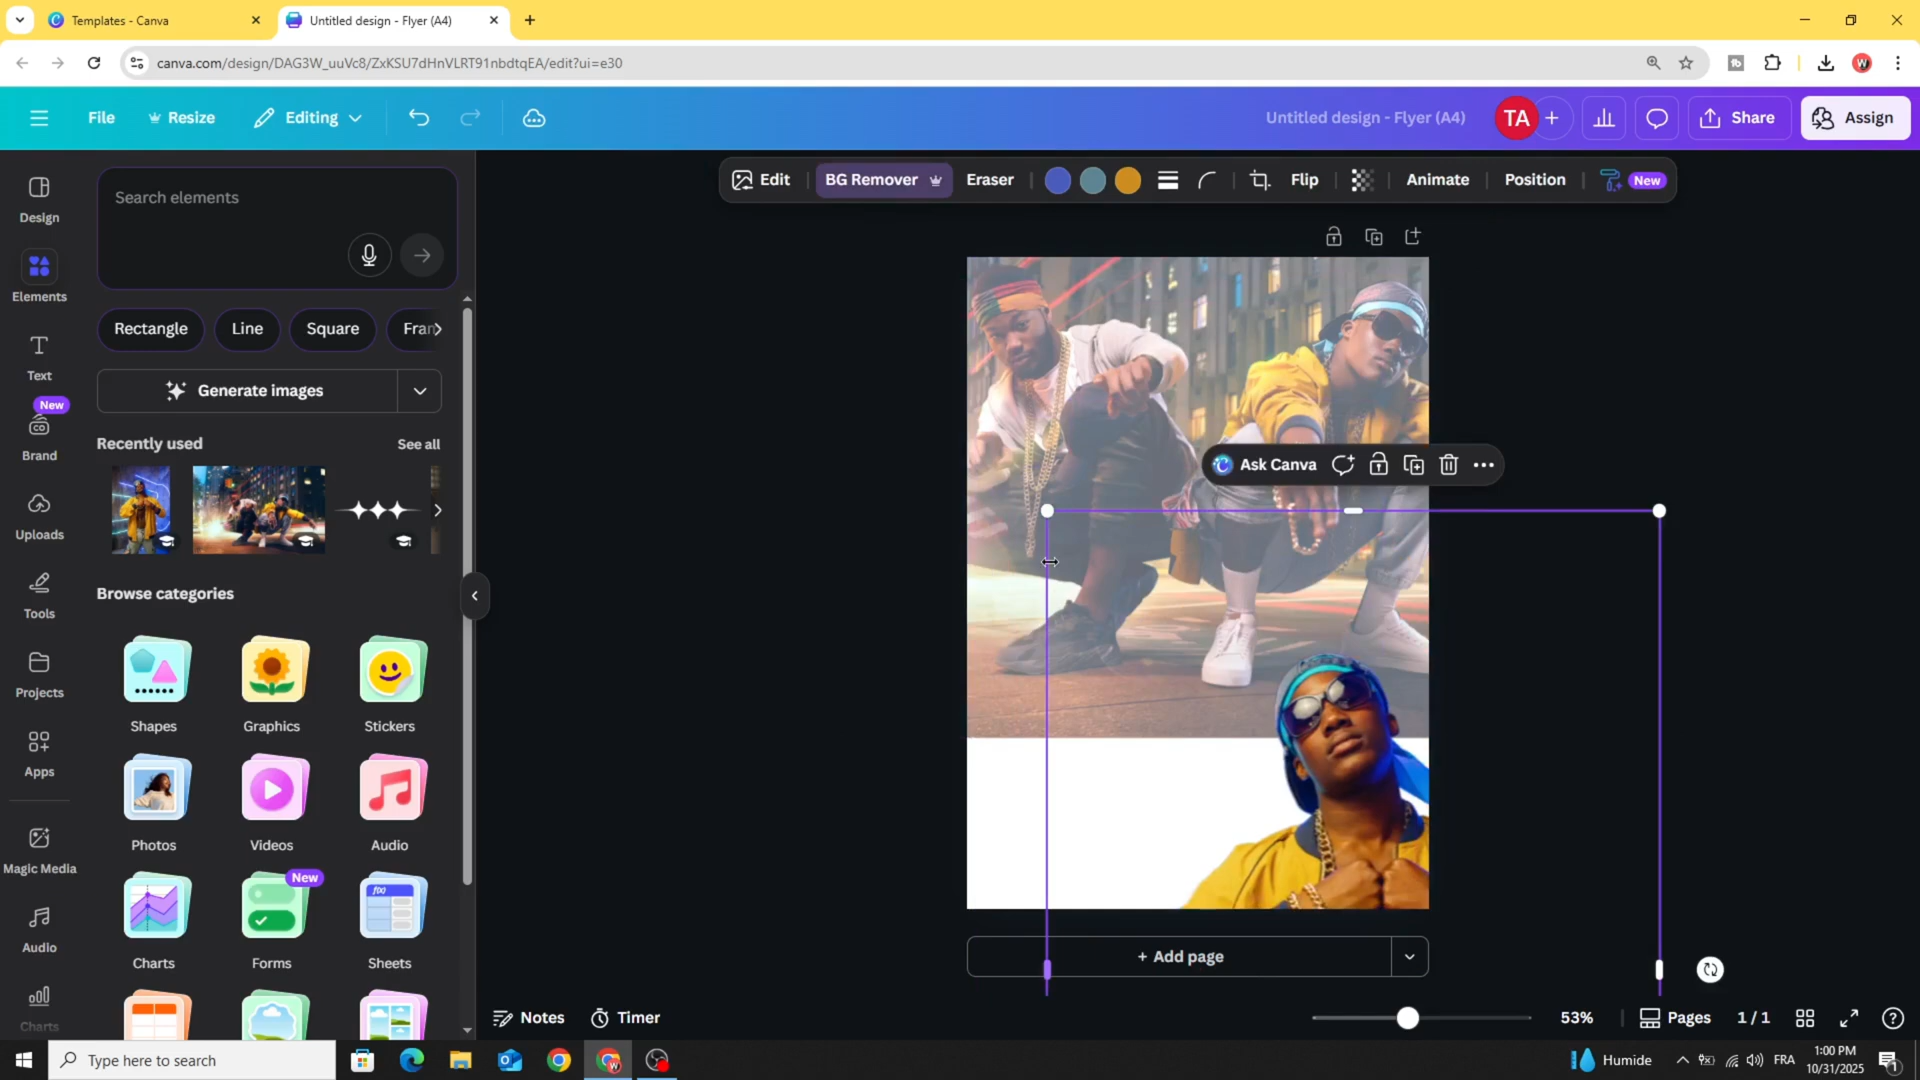 Templates - Canva
Untitled design - Flyer (A4)
canva.com/design/DAG3W_uuVc8/ZxKSU7dHnVLRT91nbdtqEA/edit?ui=e30
File
Resize
Editing
Untitled design - Flyer (A4)
TA
Share
Assign
Design
Elements
Text
New
Brand
Uploads
Tools
Projects
Apps
Magic Media
Audio
Charts
Search elements
Rectangle
Line
Square
Fran
Generate images
Recently used
See all
Browse categories
Shapes
Graphics
Stickers
Photos
Videos
Audio
New
Charts
Forms
f(x)
Sheets
Edit
BG Remover
Eraser
Flip
Animate
Position
New
Ask Canva
+ Add page
Notes
Timer
53%
Pages
1 / 1
Type here to search
W
Humide
FRA
1:00 PM
10/31/2025
1